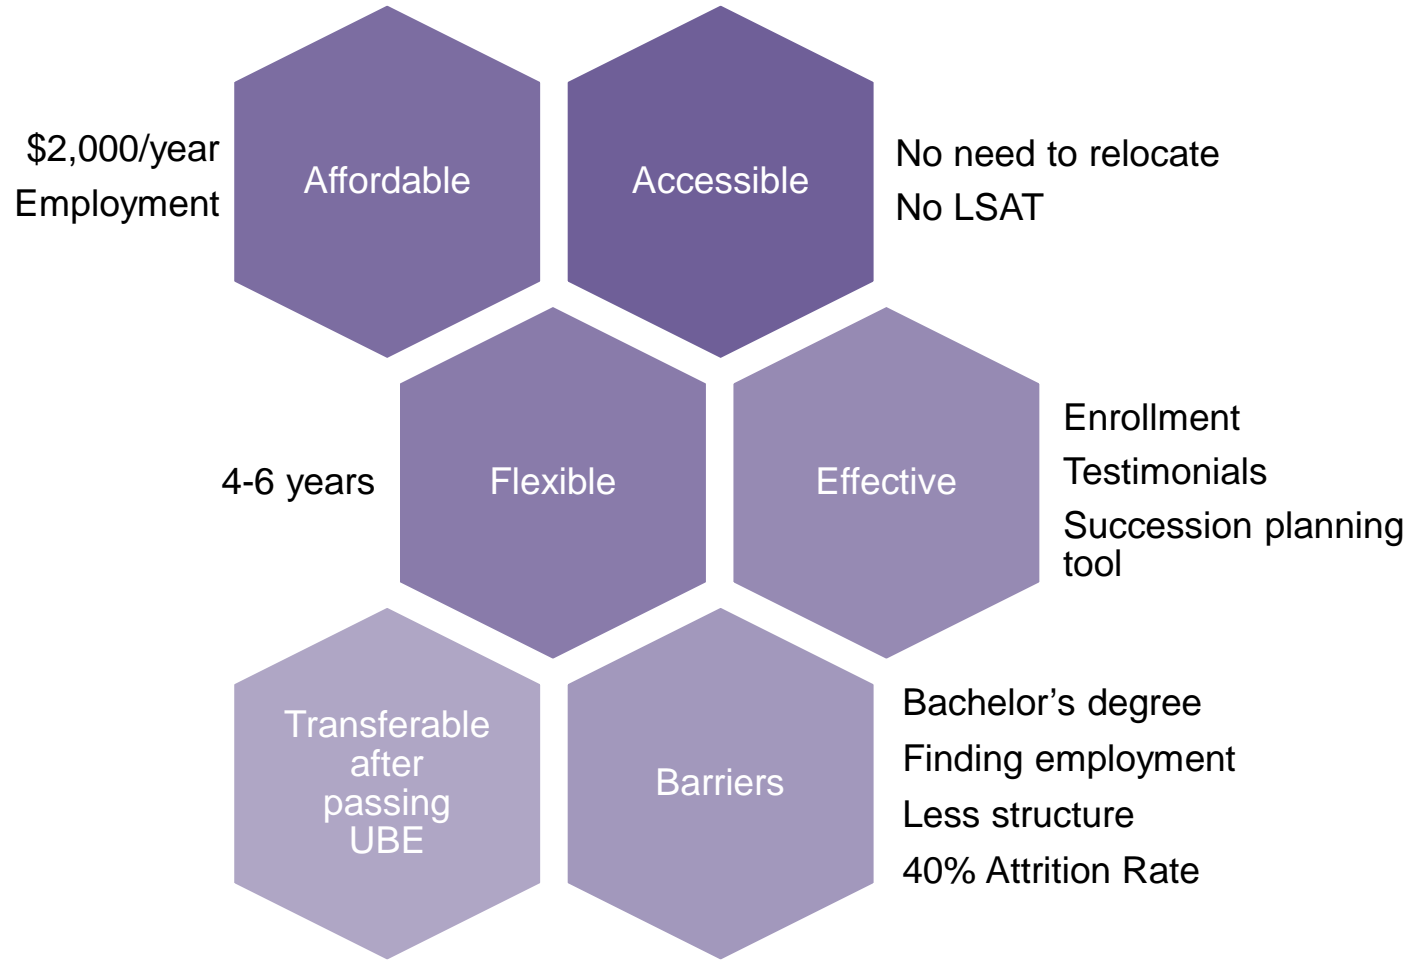 $2,000/year
Employment
Affordable
Accessible
No need to relocate
No LSAT
4-6 years
Flexible
Effective
Enrollment
Testimonials
Succession planning
tool
Transferable
after
passing
UBE
Barriers
Bachelor’s degree
Finding employment
Less structure
40% Attrition Rate